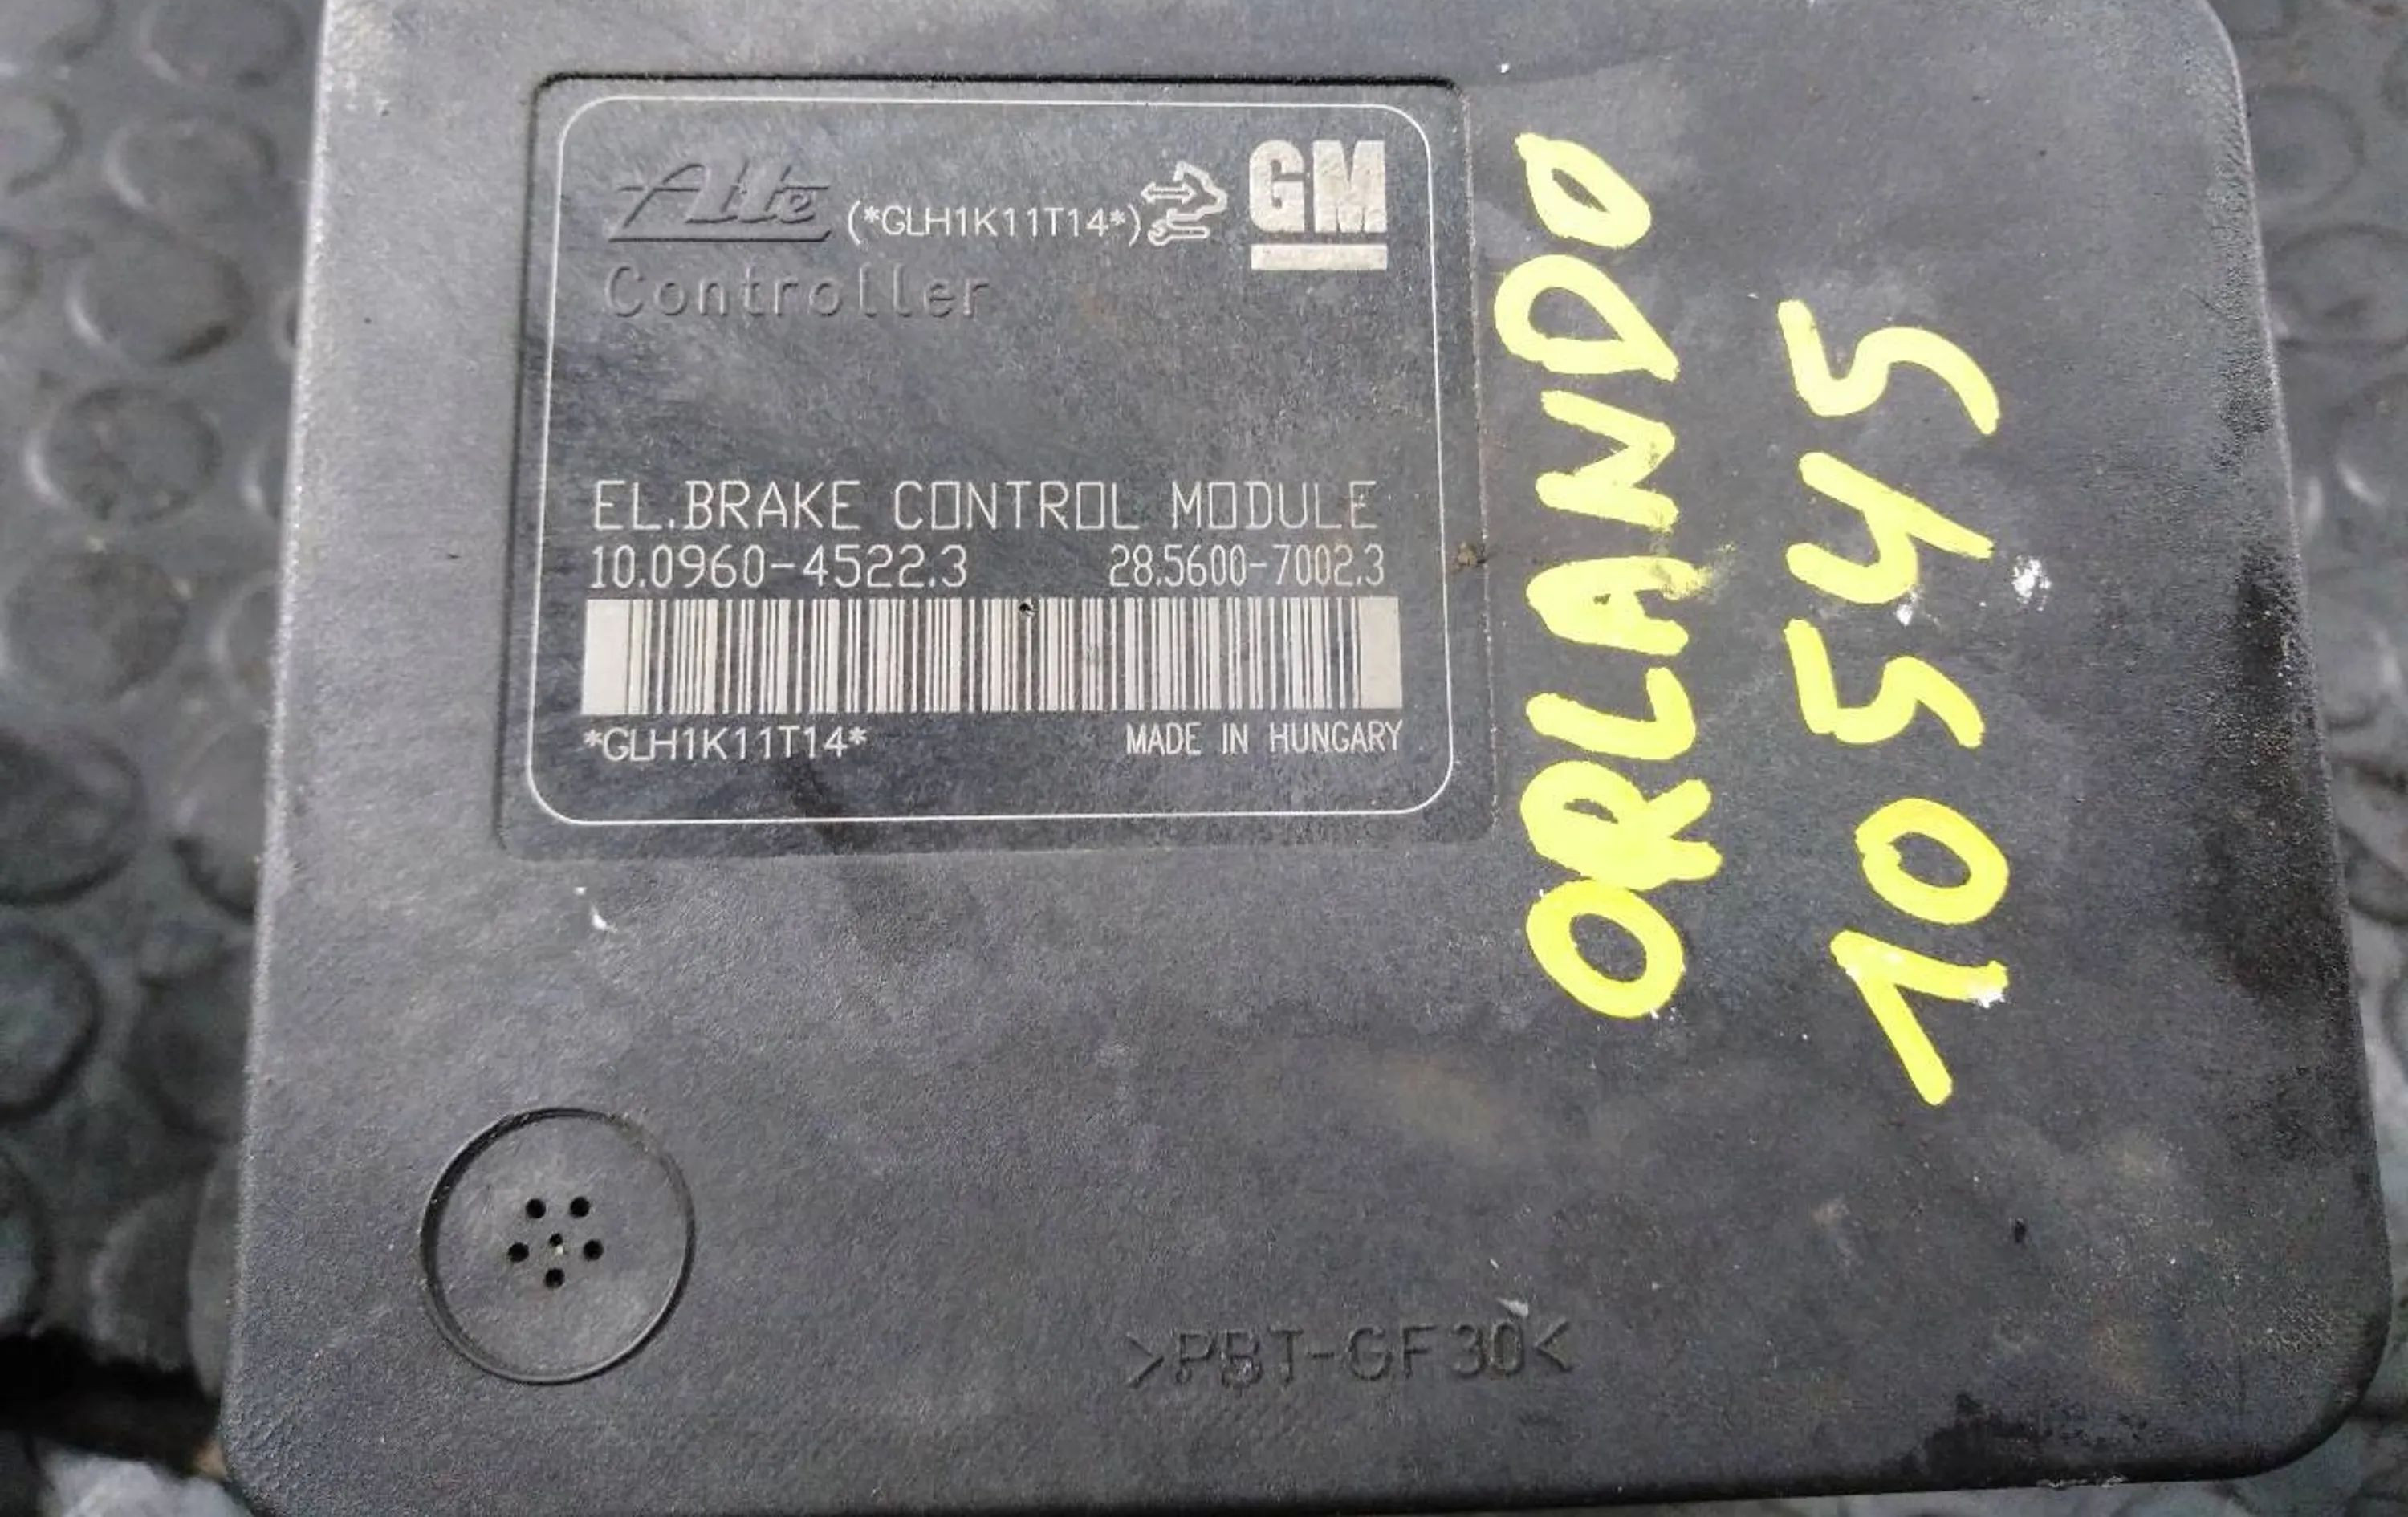 Ate (*GLH1K11T14*) GM
Controller
EL.BRAKE CONTROL MODULE
10.0960-4522.3 28.5600-7002.3
*GLH1K11T14* MADE IN HUNGARY
ORLANDO
10545
>PBT-GF30<